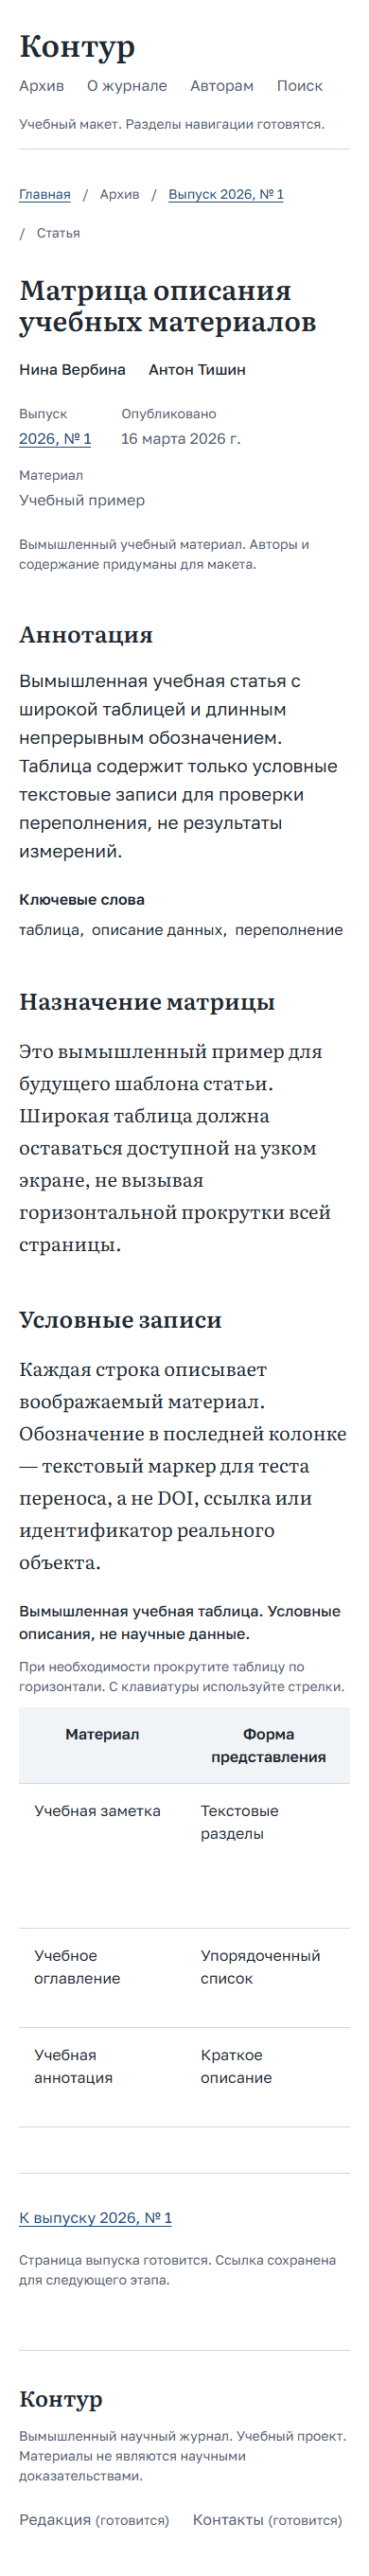 Контур
Архив О журнале Авторам Поиск
Учебный макет. Разделы навигации готовятся.
Главная / Архив / Выпуск 2026, № 1
/ Статья
Матрица описания
учебных материалов
Нина Вербина Антон Тишин
Выпуск Опубликовано
2026, № 1 16 марта 2026 г.
Материал
Учебный пример
Вымышленный учебный материал. Авторы и
содержание придуманы для макета.
Аннотация
Вымышленная учебная статья с
широкой таблицей и длинным
непрерывным обозначением.
Таблица содержит только условные
текстовые записи для проверки
переполнения, не результаты
измерений.
Ключевые слова
таблица, описание данных, переполнение
Назначение матрицы
Это вымышленный пример для
будущего шаблона статьи.
Широкая таблица должна
оставаться доступной на узком
экране, не вызывая
горизонтальной прокрутки всей
страницы.
Условные записи
Каждая строка описывает
воображаемый материал.
Обозначение в последней колонке
— текстовый маркер для теста
переноса, а не DOI, ссылка или
идентификатор реального
объекта.
Вымышленная учебная таблица. Условные
описания, не научные данные.
При необходимости прокрутите таблицу по
горизонтали. С клавиатуры используйте стрелки.
Материал Форма
представления
Учебная заметка Текстовые
разделы
Учебное Упорядоченный
оглавление список
Учебная Краткое
аннотация описание
К выпуску 2026, № 1
Страница выпуска готовится. Ссылка сохранена
для следующего этапа.
Контур
Вымышленный научный журнал. Учебный проект.
Материалы не являются научными
доказательствами.
Редакция (готовится) Контакты (готовится)